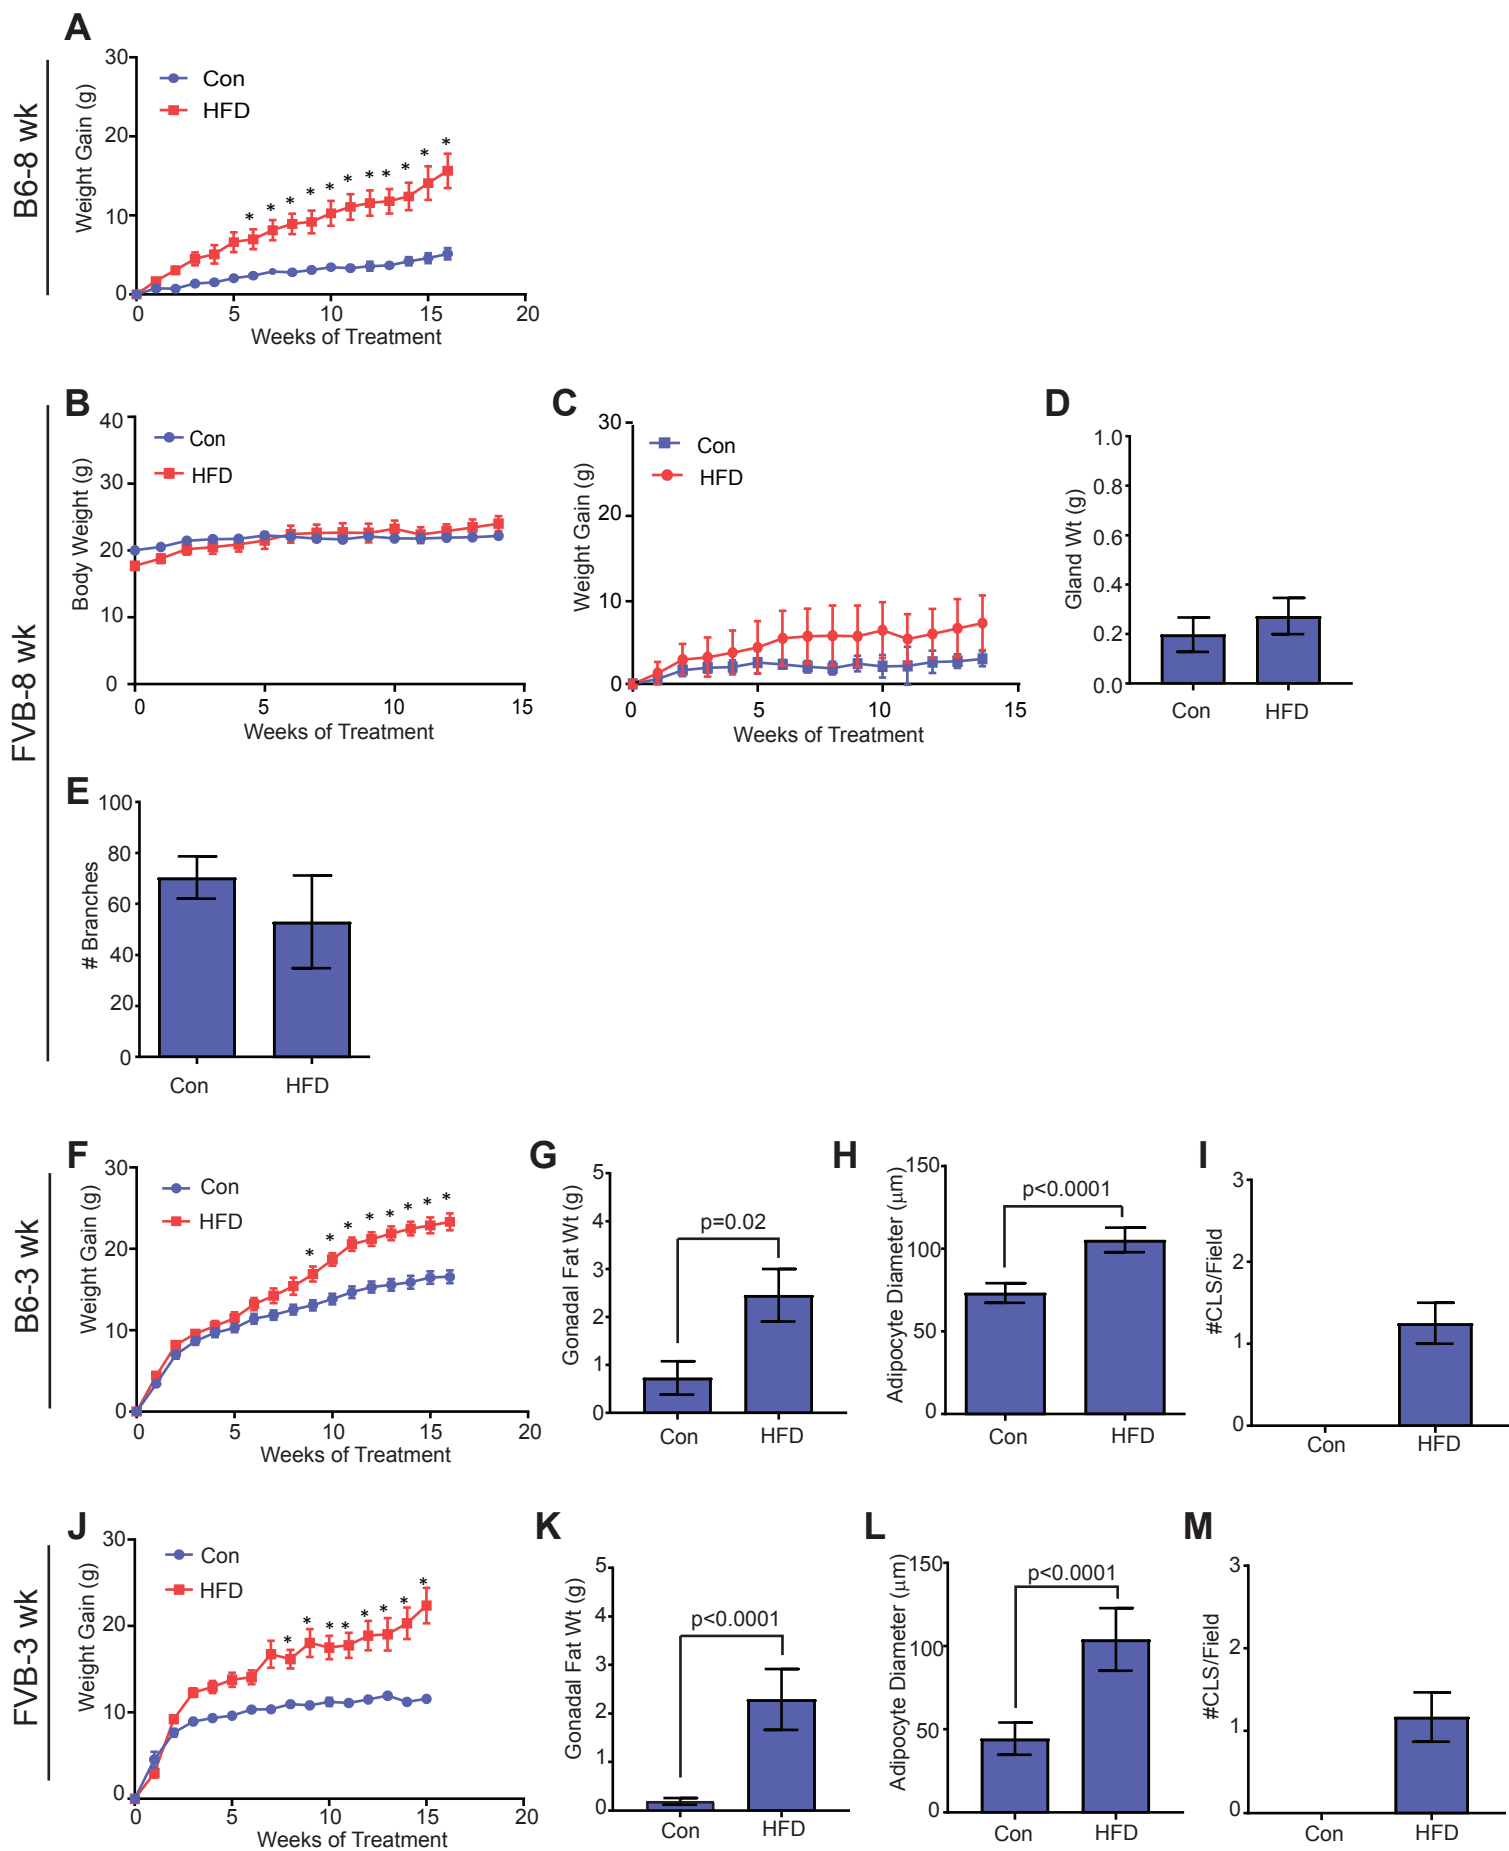 A
B6-8 wk
Weight Gain (g)
30
20
10
0
Con
HFD
* * * * * * * * * * *
0 5 10 15 20
Weeks of Treatment
FVB-8 wk
B
Body Weight (g)
40
30
20
10
0
Con
HFD
0 5 10 15
Weeks of Treatment
C
Weight Gain (g)
30
20
10
0
Con
HFD
0 5 10 15
Weeks of Treatment
D
Gland Wt (g)
1.0
0.8
0.6
0.4
0.2
0.0
Con HFD
E
# Branches
100
80
60
40
20
0
Con HFD
B6-3 wk
F
Weight Gain (g)
30
20
10
0
Con
HFD
* * * * * * * *
0 5 10 15 20
Weeks of Treatment
G
Gonadal Fat Wt (g)
5
4
3
2
1
0
p=0.02
Con HFD
H
Adipocyte Diameter (μm)
150
100
50
0
p<0.0001
Con HFD
I
#CLS/Field
3
2
1
0
Con HFD
FVB-3 wk
J
Weight Gain (g)
30
20
10
0
Con
HFD
* * * * * * * *
0 5 10 15 20
Weeks of Treatment
K
Gonadal Fat Wt (g)
5
4
3
2
1
0
p<0.0001
Con HFD
L
Adipocyte Diameter (μm)
150
100
50
0
p<0.0001
Con HFD
M
#CLS/Field
3
2
1
0
Con HFD